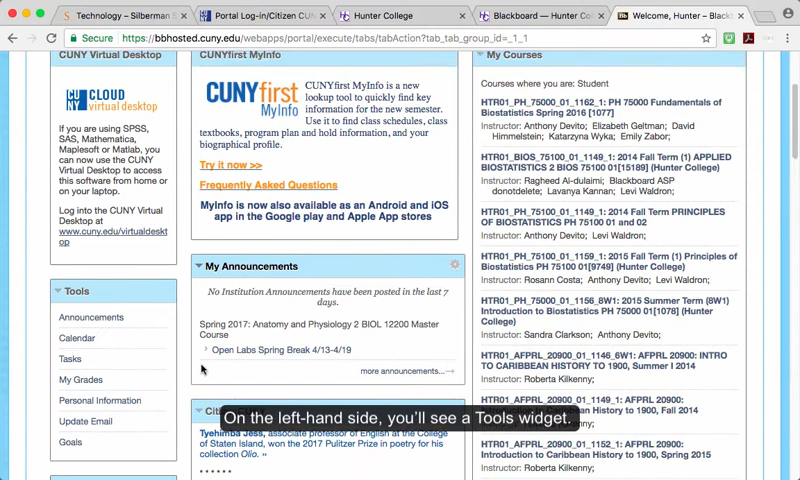 Technology – Silberman S
Portal Log-in/Citizen CUN
Hunter College
Blackboard — Hunter Co
Welcome, Hunter – Black
Hunter
Secure
https://bbhosted.cuny.edu/webapps/portal/execute/tabs/tabAction?tab_tab_group_id=_1_1
CUNY Virtual Desktop
CU
NY
CLOUD
virtual desktop
If you are using SPSS,
SAS, Mathematica,
Maplesoft or Matlab, you
can now use the CUNY
Virtual Desktop to access
this software from home or
on your laptop.
Log into the CUNY Virtual
Desktop at
www.cuny.edu/virtualdeskt
op
Tools
Announcements
Calendar
Tasks
My Grades
Personal Information
Update Email
Goals
CUNYfirst MyInfo
CUNYfirst
MyInfo
CUNYfirst MyInfo is a new
lookup tool to quickly find key
information for the new semester.
Use it to find class schedules, class
textbooks, program plan and hold information, and your
biographical profile.
Try it now >>
Frequently Asked Questions
MyInfo is now also available as an Android and iOS
app in the Google play and Apple App stores
My Announcements
No Institution Announcements have been posted in the last 7
days.
Spring 2017: Anatomy and Physiology 2 BIOL 12200 Master
Course
Open Labs Spring Break 4/13-4/19
more announcements...→
Tyehimba Jess, associate professor of English at the College
of Staten Island, won the 2017 Pulitzer Prize in poetry for his
collection Olio. »
My Courses
Courses where you are: Student
HTR01_PH_75000_01_1162_1: PH 75000 Fundamentals of
Biostatistics Spring 2016 [1077]
Instructor: Anthony Devito; Elizabeth Geltman; David
Himmelstein; Katarzyna Wyka; Emily Zabor;
HTR01_BIOS_75100_01_1149_1: 2014 Fall Term (1) APPLIED
BIOSTATISTICS 2 BIOS 75100 01[15189] (Hunter College)
Instructor: Ragheed Al-dulaimi; Blackboard ASP
donotdelete; Lavanya Kannan; Levi Waldron;
HTR01_PH_75100_01_1149_1: 2014 Fall Term PRINCIPLES
OF BIOSTATISTICS PH 75100 01 and 02
Instructor: Anthony Devito; Levi Waldron;
HTR01_PH_75100_01_1159_1: 2015 Fall Term (1) Principles of
Biostatistics PH 75100 01[9749] (Hunter College)
Instructor: Rosann Costa; Anthony Devito; Levi Waldron;
HTR01_PH_75000_01_1156_8W1: 2015 Summer Term (8W1)
Introduction to Biostatistics PH 75000 01[1078] (Hunter
College)
Instructor: Sandra Clarkson; Anthony Devito;
HTR01_AFPRL_20900_01_1146_6W1: AFPRL 20900: INTRO
TO CARIBBEAN HISTORY TO 1900, Summer I 2014
Instructor: Roberta Kilkenny;
HTR01_AFPRL_20900_01_1149_1: AFPRL 20900:
Introduction to Caribbean History to 1900, Fall 2014
Instructor: Roberta Kilkenny;
HTR01_AFPRL_20900_01_1152_1: AFPRL 20900:
Introduction to Caribbean History to 1900, Spring 2015
Instructor: Roberta Kilkenny;
On the left-hand side, you'll see a Tools widget.